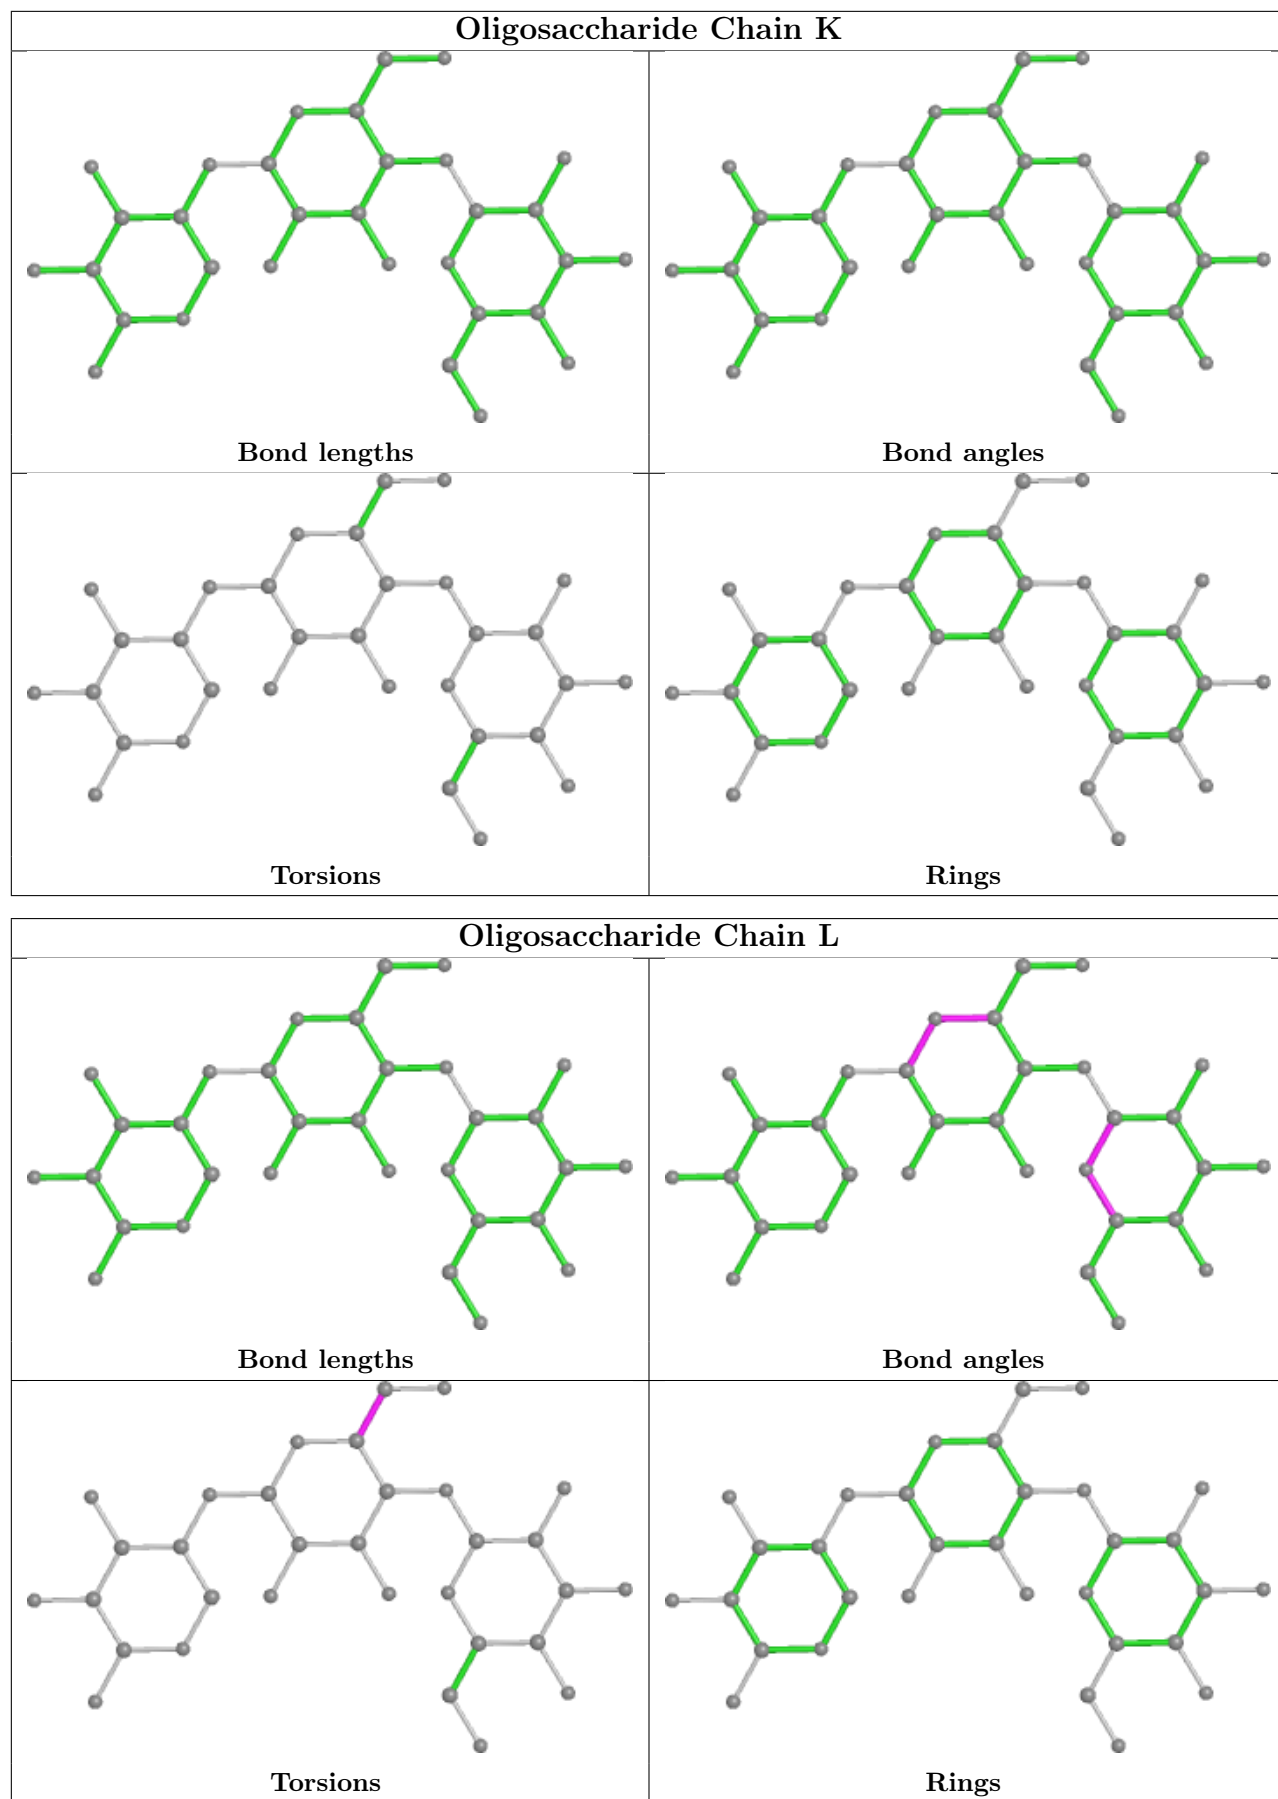 Oligosaccharide Chain K
Bond lengths
Bond angles
Torsions
Rings
Oligosaccharide Chain L
Bond lengths
Bond angles
Torsions
Rings